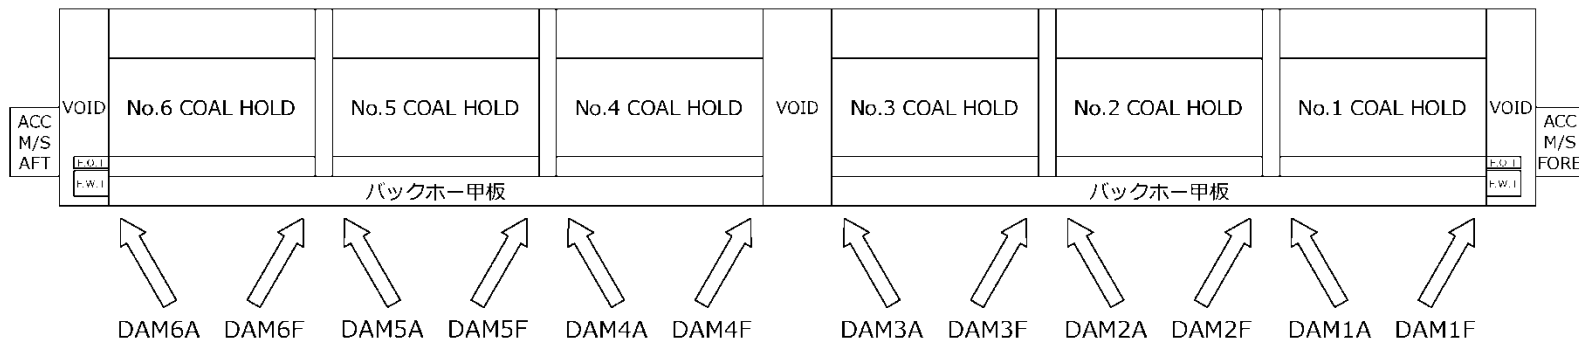 VOID
No.6 COAL HOLD
No.5 COAL HOLD
No.4 COAL HOLD
VOID
No.3 COAL HOLD
No.2 COAL HOLD
No.1 COAL HOLD
VOID
ACC
M/S
AFT
ACC
M/S
FORE
F.O.T
F.W.T
F.O.T
F.W.T
バックホー甲板
バックホー甲板
DAM6A
DAM6F
DAM5A
DAM5F
DAM4A
DAM4F
DAM3A
DAM3F
DAM2A
DAM2F
DAM1A
DAM1F